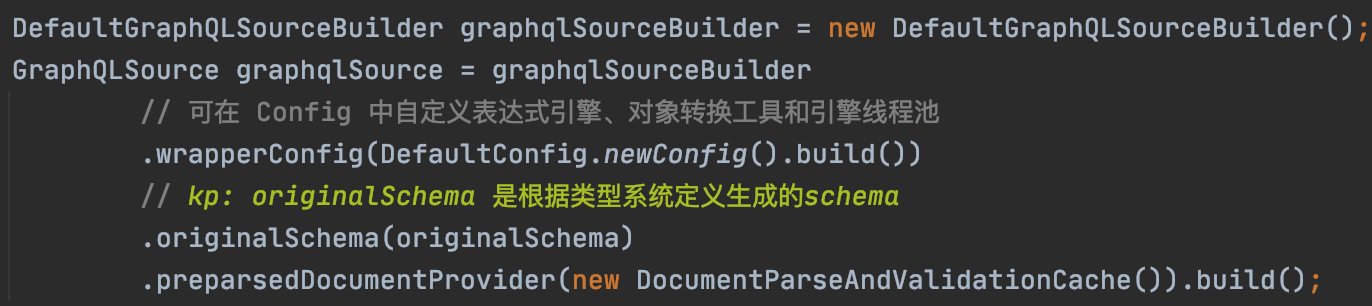 DefaultGraphQLSourceBuilder graphqlSourceBuilder = new DefaultGraphQLSourceBuilder();
GraphQLSource graphqlSource = graphqlSourceBuilder
// 可在 Config 中自定义表达式引擎、对象转换工具和引擎线程池
.wrapperConfig(DefaultConfig.newConfig().build())
// kp: originalSchema 是根据类型系统定义生成的schema
.originalSchema(originalSchema)
.preparsedDocumentProvider(new DocumentParseAndValidationCache()).build();